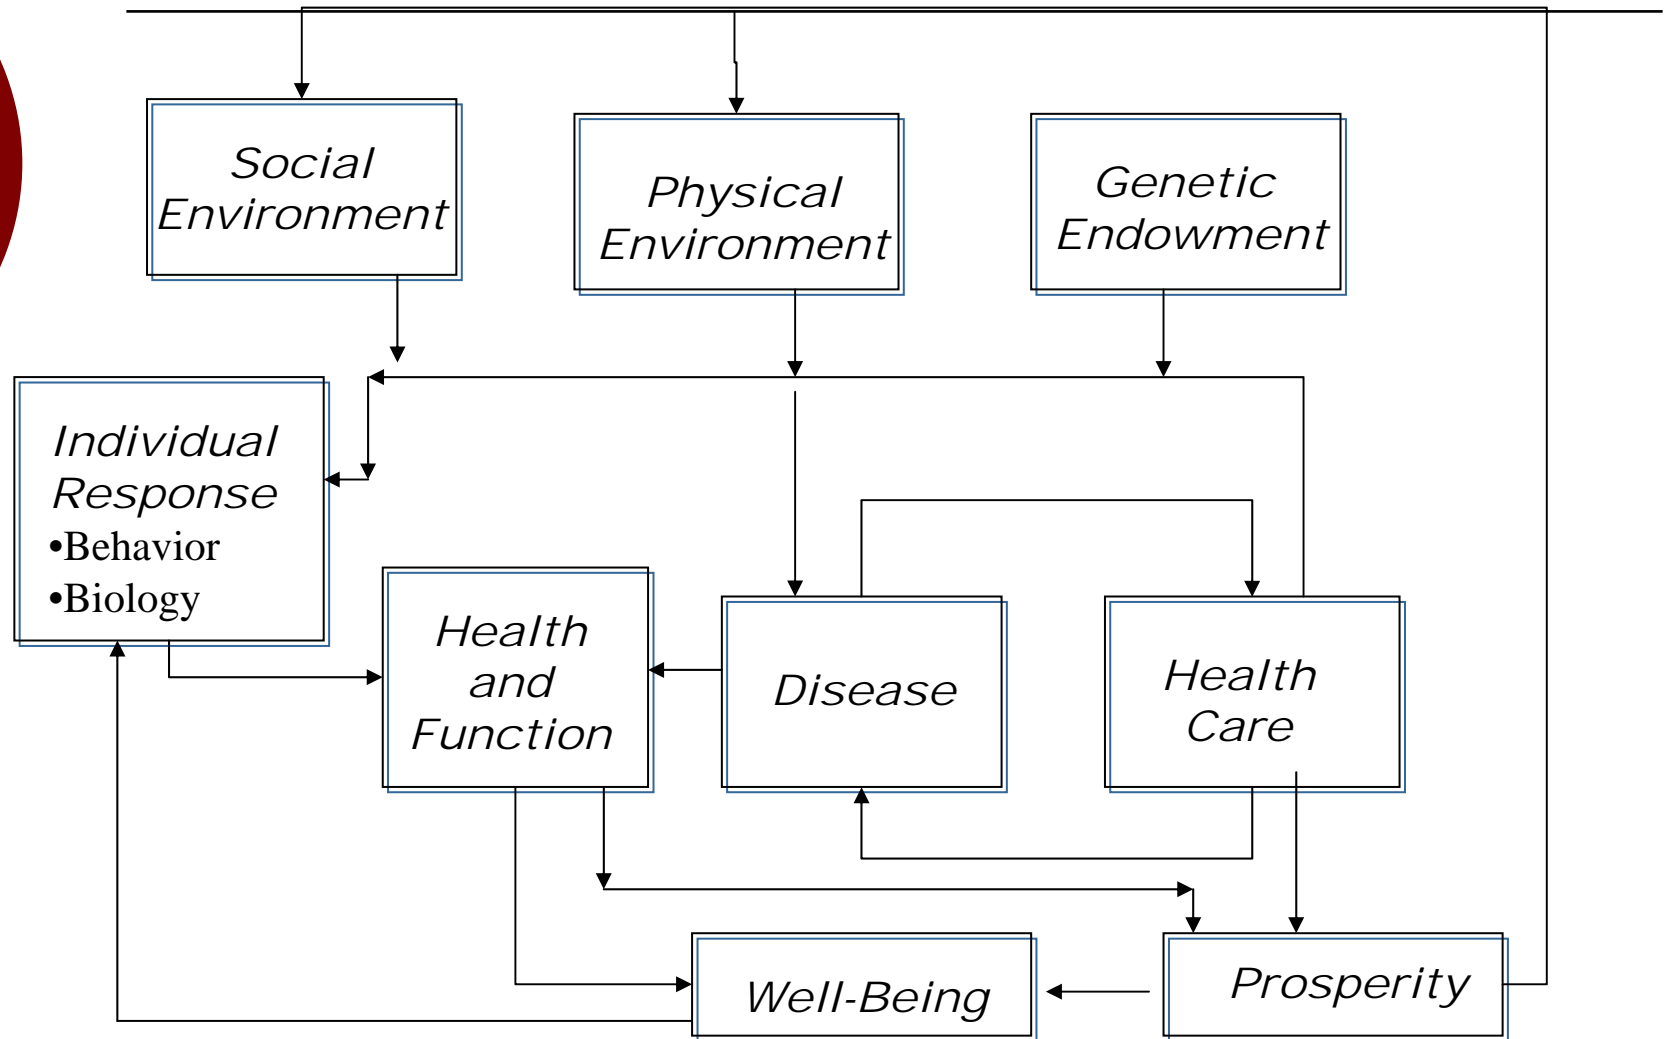 Social
Environment
Physical
Environment
Genetic
Endowment
Individual
Response
•Behavior
•Biology
Health
and
Function
Disease
Health
Care
Well-Being
Prosperity